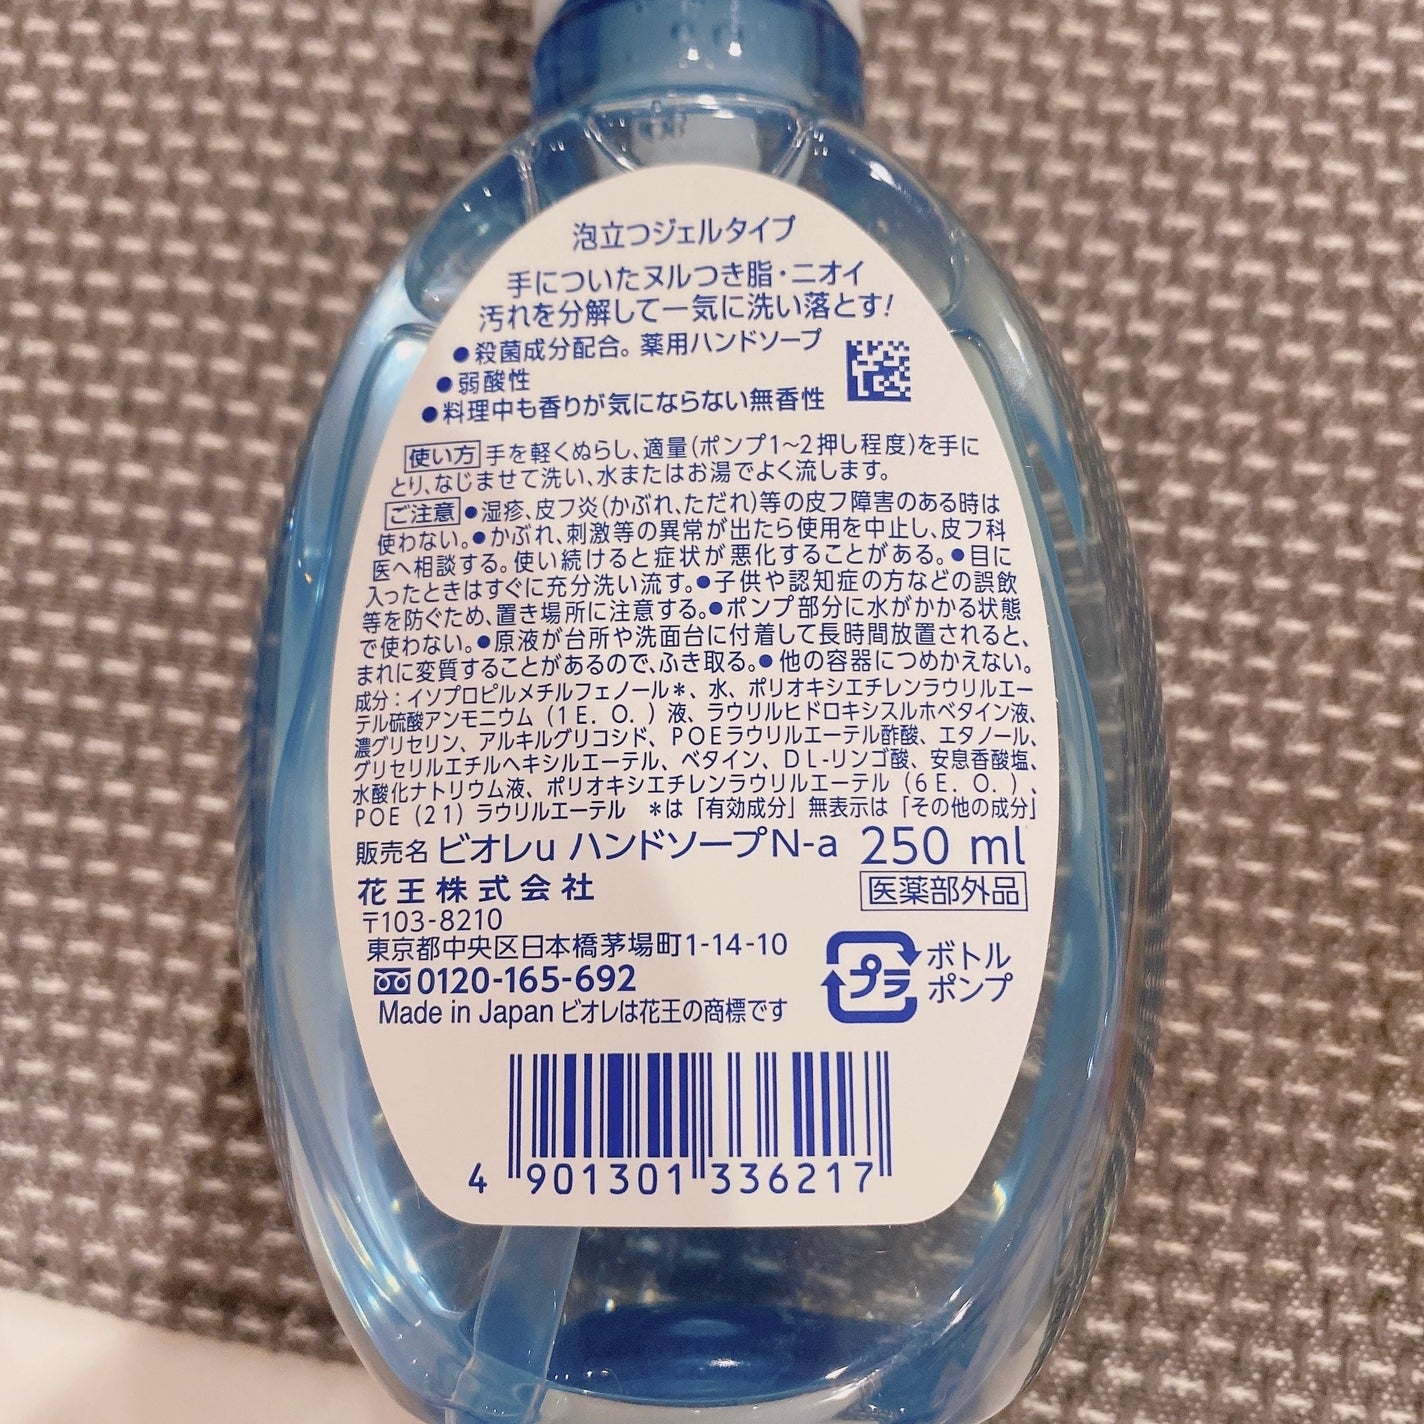 泡立つジェルタイプ
手についたヌルつき脂・ニオイ
汚れを分解して一気に洗い落とす!
●殺菌成分配合。薬用ハンドソープ
●弱酸性
●料理中も香りが気にならない無香性
使い方 手を軽くぬらし、適量(ポンプ1~2押し程度)を手に
とり、なじませて洗い、水またはお湯でよく流します。
ご注意 ●湿疹、皮フ炎(かぶれ、ただれ)等の皮フ障害のある時は
使わない。●かぶれ、刺激等の異常が出たら使用を中止し、皮フ科
医へ相談する。使い続けると症状が悪化することがある。●目に
入ったときはすぐに充分洗い流す。●子供や認知症の方などの誤飲
等を防ぐため、置き場所に注意する。●ポンプ部分に水がかかる状態
で使わない。●原液が台所や洗面台に付着して長時間放置されると、
まれに変質することがあるので、ふき取る。●他の容器につめかえない。
成分:イソプロピルメチルフェノール*、水、ポリオキシエチレンラウリルエー
テル硫酸アンモニウム(1E.O.)液、ラウリルヒドロキシスルホベタイン液、
濃グリセリン、アルキルグリコシド、POEラウリルエーテル酢酸、エタノール、
グリセリルエチルヘキシルエーテル、ベタイン、DL-リンゴ酸、安息香酸塩、
水酸化ナトリウム液、ポリオキシエチレンラウリルエーテル(6E.O.)、
POE(21)ラウリルエーテル *は「有効成分」無表示は「その他の成分」
販売名 ビオレu ハンドソープN-a 250 ml
花王株式会社 医薬部外品
〒103-8210
東京都中央区日本橋茅場町1-14-10
0120-165-692
Made in Japan ビオレは花王の商標です
プラ ボトル
ポンプ
4 901301 336217